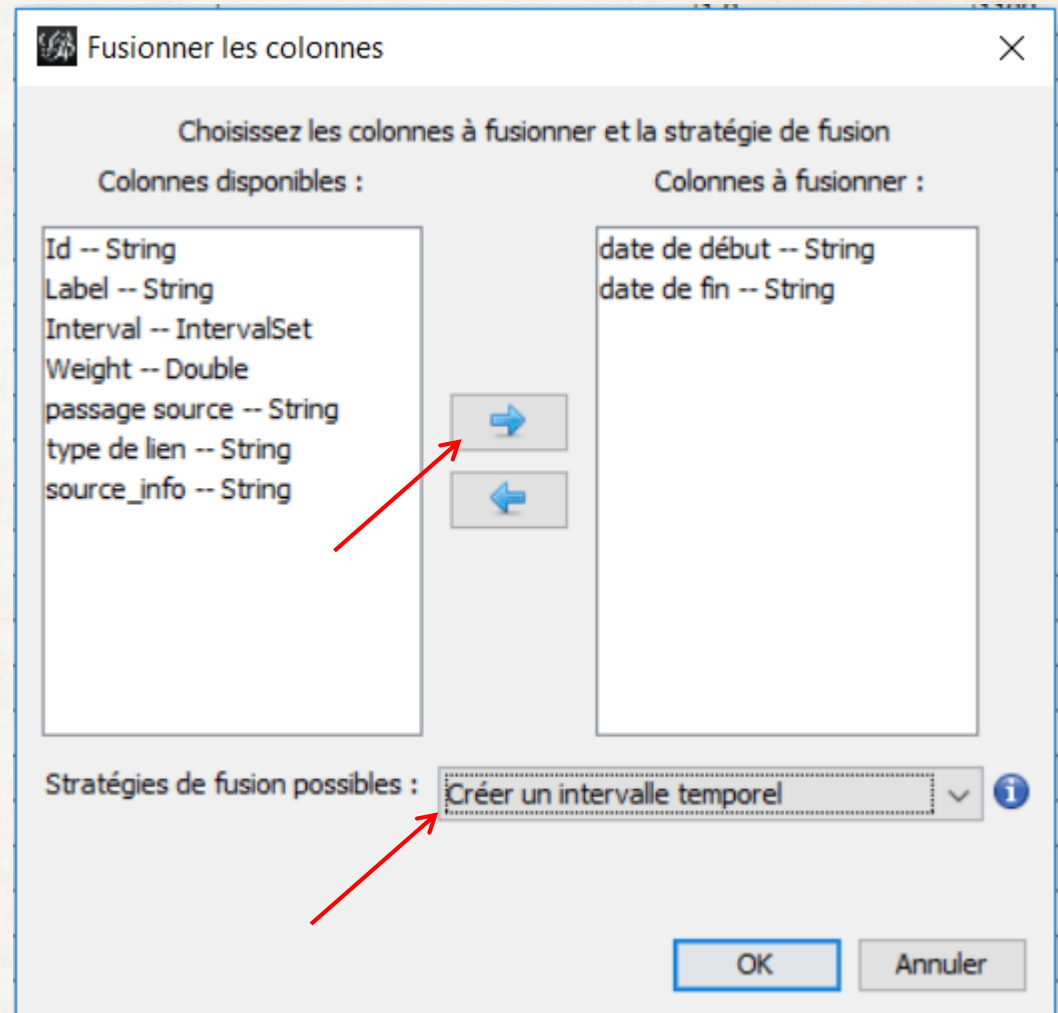 Fusionner les colonnes
Choisissez les colonnes à fusionner et la stratégie de fusion
Colonnes disponibles :
Colonnes à fusionner :
Id -- String
Label -- String
Interval -- IntervalSet
Weight -- Double
passage source -- String
type de lien -- String
source_info -- String
date de début -- String
date de fin -- String
Stratégies de fusion possibles :
Créer un intervalle temporel
OK
Annuler